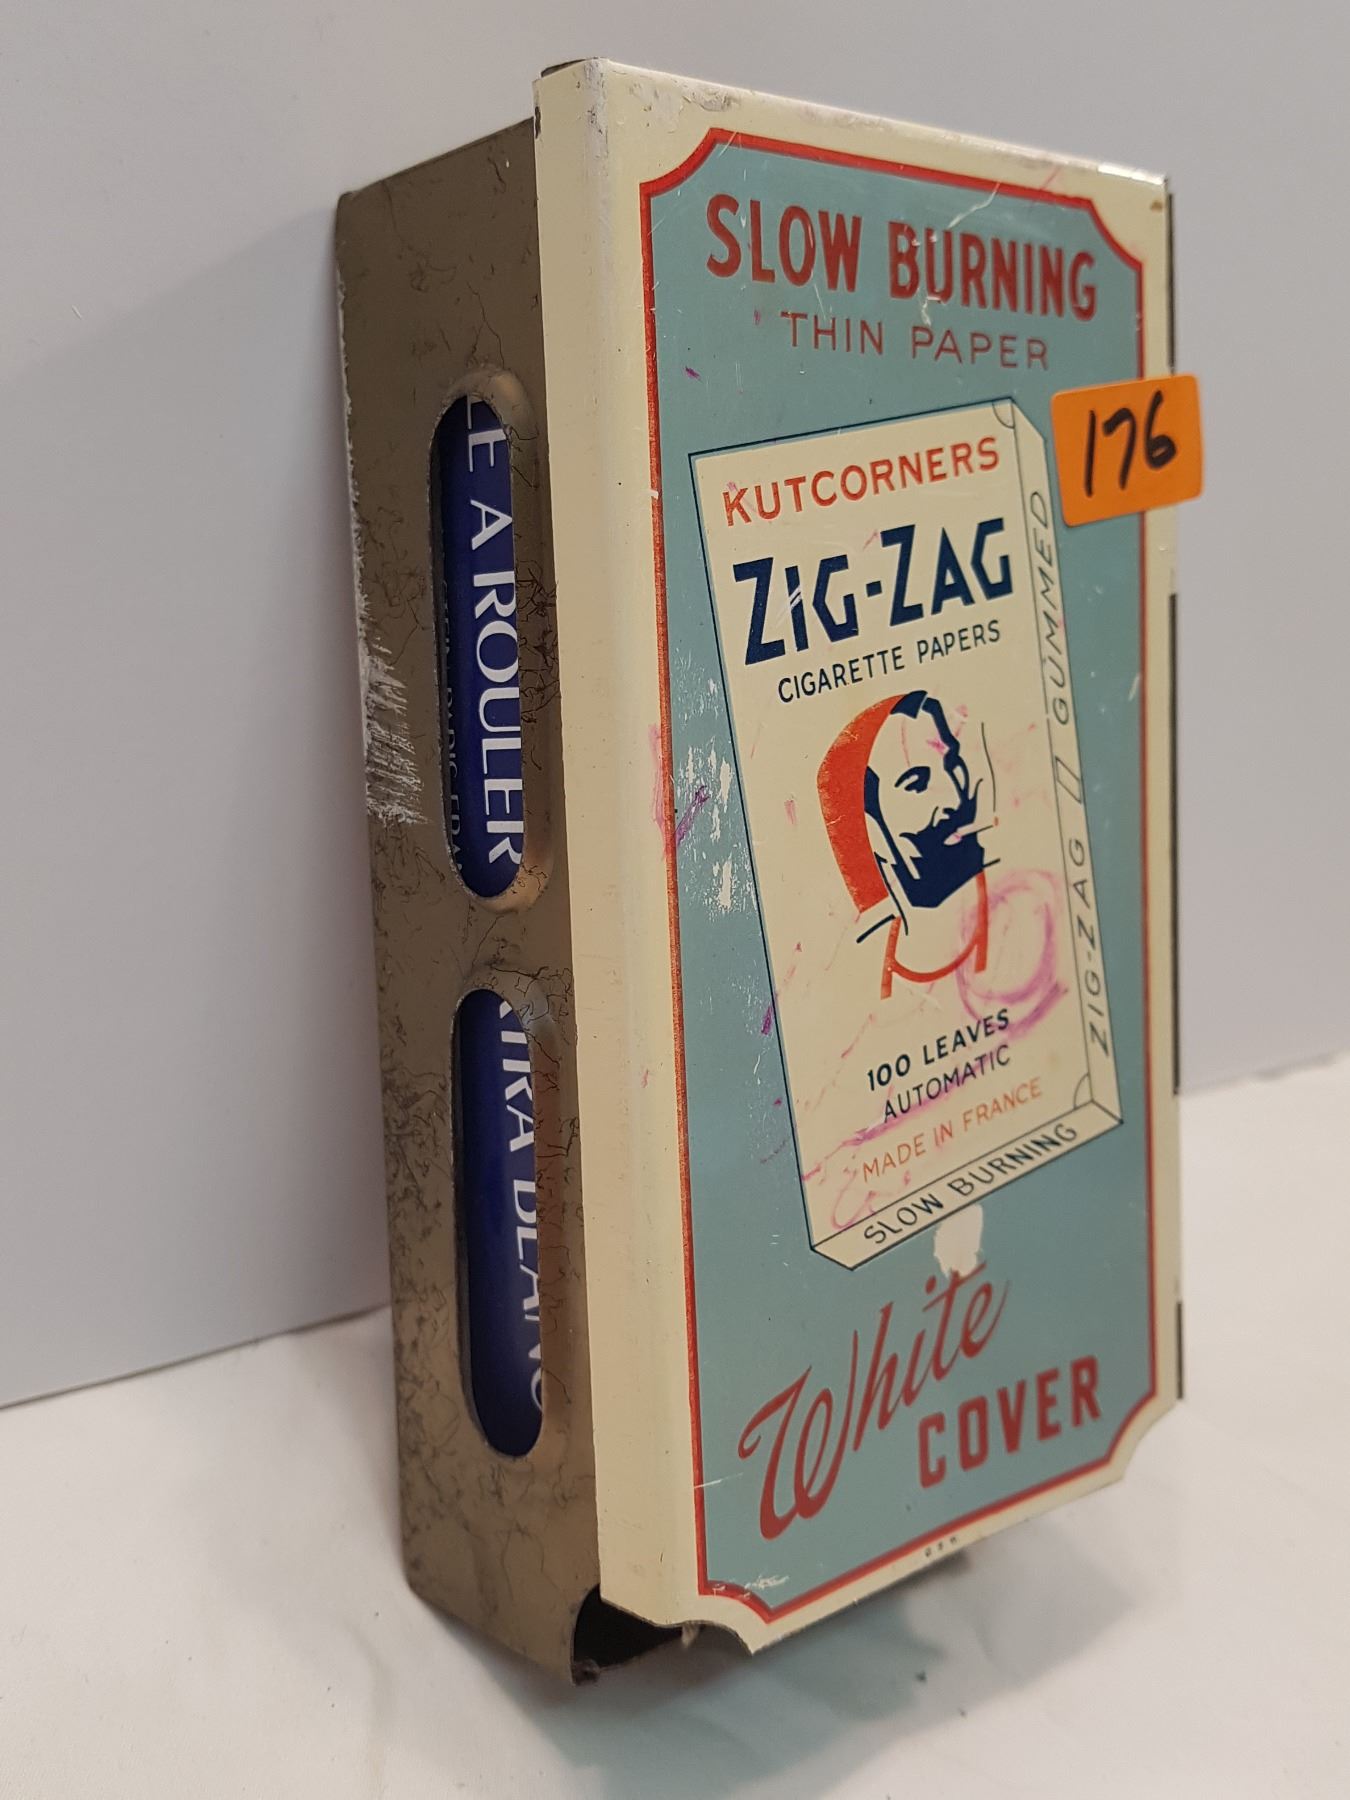 SLOW BURNING
THIN PAPER
176
KUTCORNERS
ZIG-ZAG
CIGARETTE PAPERS
100 LEAVES
AUTOMATIC
MADE IN FRANCE
ZIG-ZAG GUMMED
SLOW BURNING
White
COVER
LE A ROULER